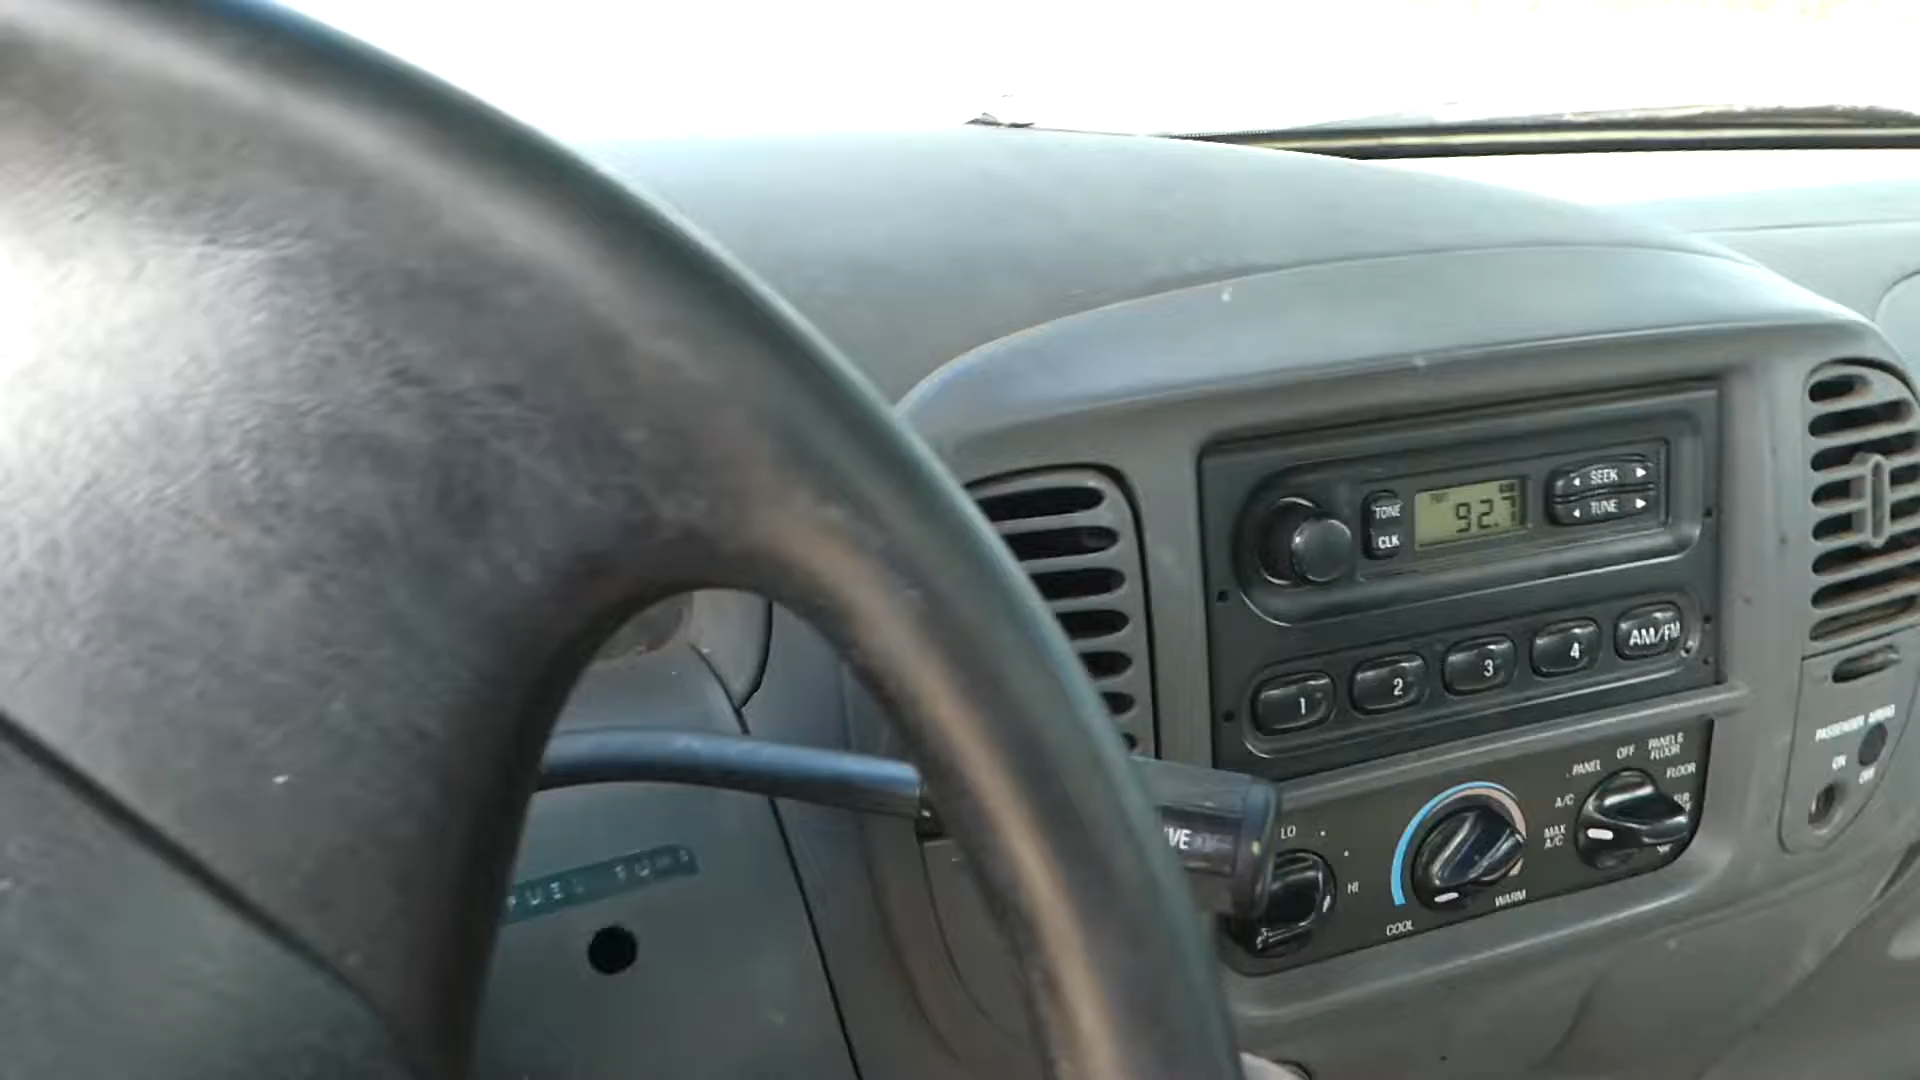 TONE
CLK
92.7
SEEK
TUNE
1
2
3
4
AM/FM
PASSENGER AIRBAG
ON
OFF
OFF
PANEL&
FLOOR
PANEL
FLOOR
A/C
MAX
A/C
LO
HI
COOL
WARM
FUEL PUMP